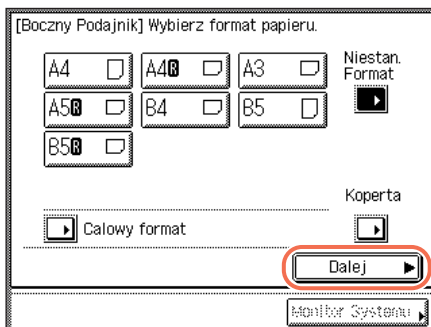 [Boczny Podajnik] Wybierz format papieru.
A4 A4R A3 Niestan. Format
A5R B4 B5
B5R
Koperta
Calowy format
Dalej
Monitor Systemu